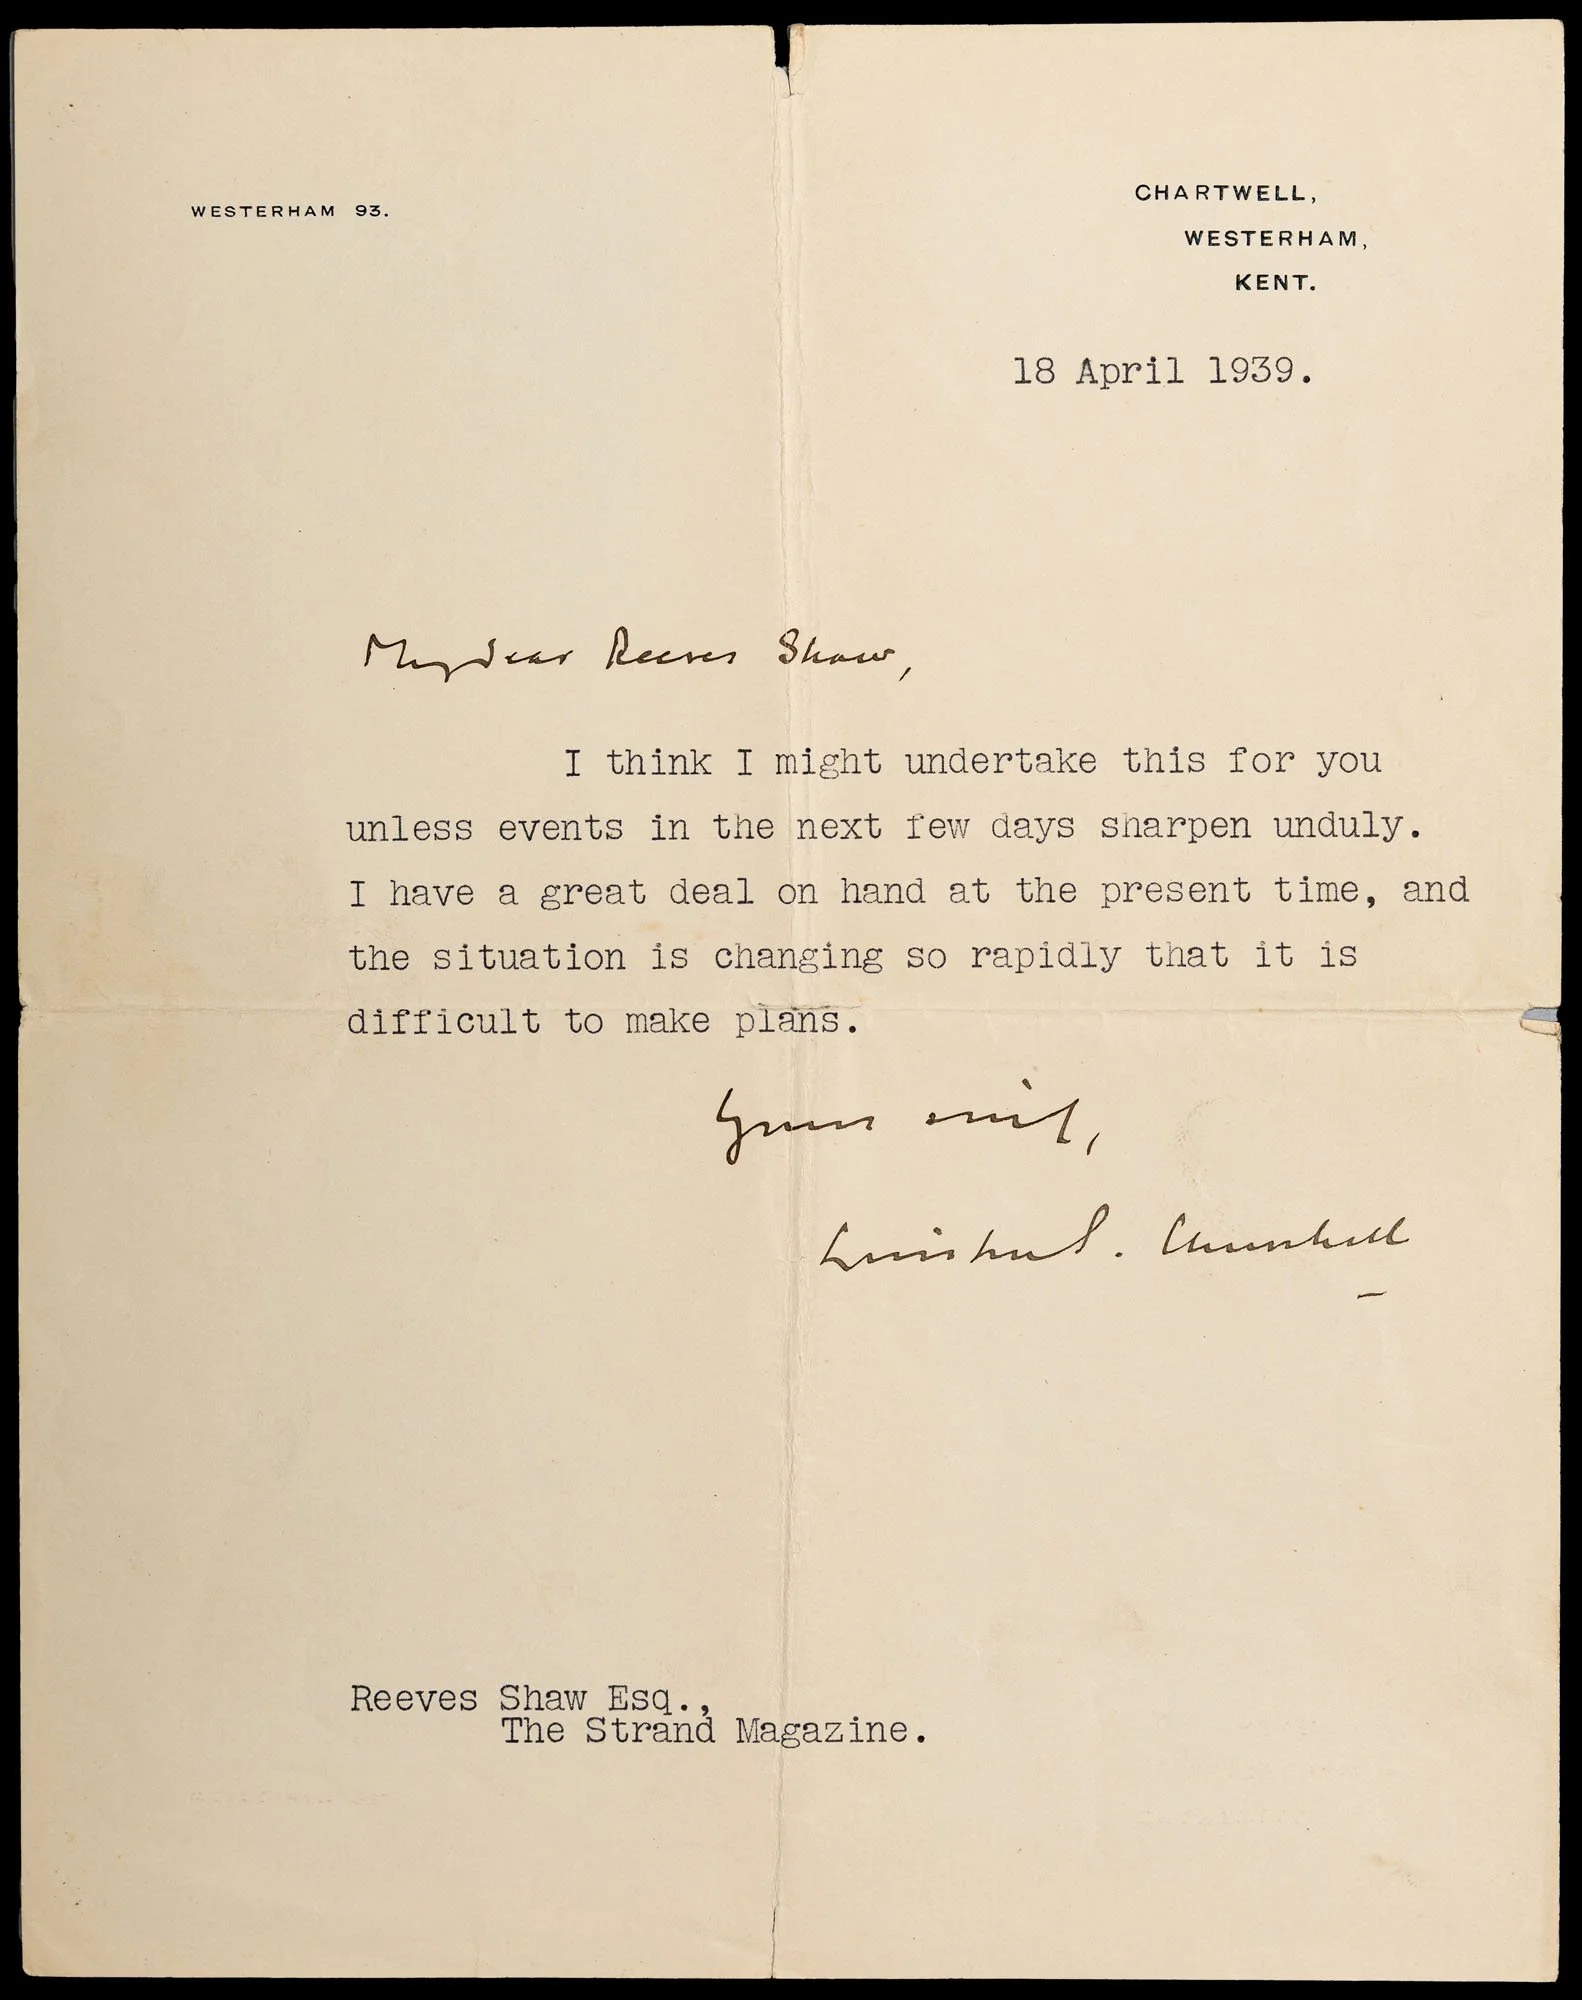 WESTERHAM 93.
CHARTWELL,
WESTERHAM,
KENT.
18 April 1939.
My dear Reeves Shaw,
I think I might undertake this for you
unless events in the next few days sharpen unduly.
I have a great deal on hand at the present time, and
the situation is changing so rapidly that it is
difficult to make plans.
Yours
Winston S. Churchill
Reeves Shaw Esq.,
The Strand Magazine.